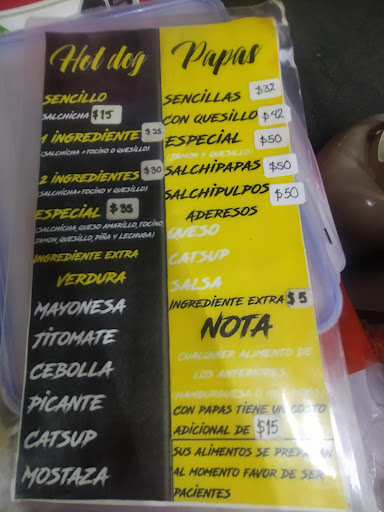 Hot dog
SENCILLO
(SALCHICHA $15
1 INGREDIENTE $25
(SALCHICHA +TOCINO O QUESILLO)
2 INGREDIENTES $30
(SALCHICHA+TOCINO Y QUESILLO)
ESPECIAL $35
(SALCHICHA, QUESO AMARILLO, TOCINO,
JAMON, QUESILLO, PIÑA Y LECHUGA)
INGREDIENTE EXTRA
VERDURA
MAYONESA
JITOMATE
CEBOLLA
PICANTE
CATSUP
MOSTAZA
Papas
SENCILLAS $32
CON QUESILLO $42
ESPECIAL $50
(JAMON Y QUESILLO)
SALCHIPAPAS $50
SALCHIPULPOS $50
ADERESOS
QUESO
CATSUP
SALSA
INGREDIENTE EXTRA $5
NOTA
CUALQUIER ALIMENTO DE
LOS ANTERIORES
(HAMBURGUESA O
CON PAPAS TIENE UN COSTO
ADICIONAL DE $15
SUS ALIMENTOS SE PREPARAN
AL MOMENTO FAVOR DE SER
PACIENTES